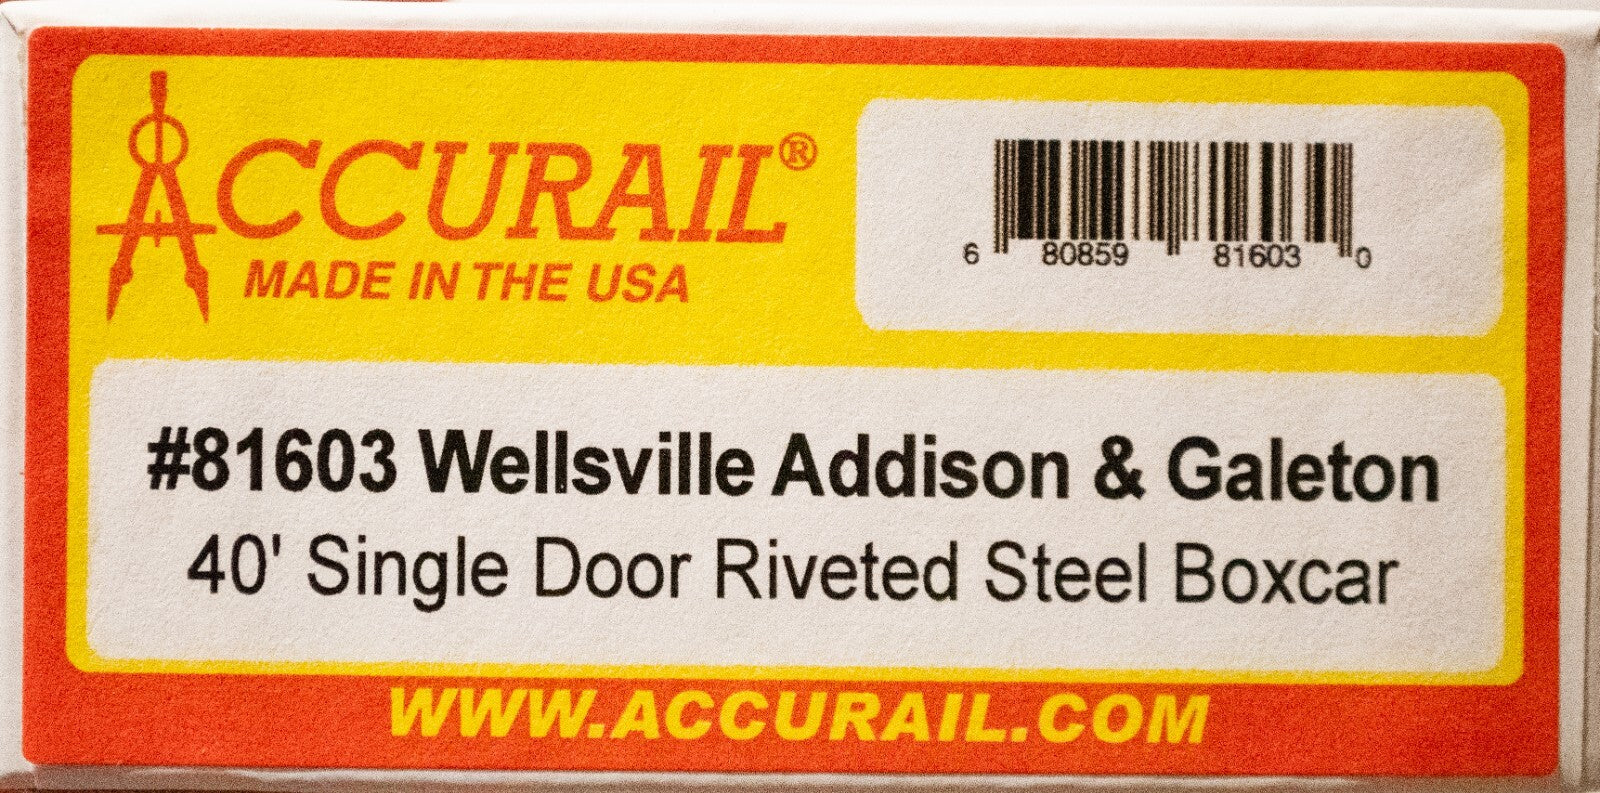 ACCURAIL®
MADE IN THE USA
6 80859 81603 0
#81603 Wellsville Addison & Galeton
40' Single Door Riveted Steel Boxcar
WWW.ACCURAIL.COM